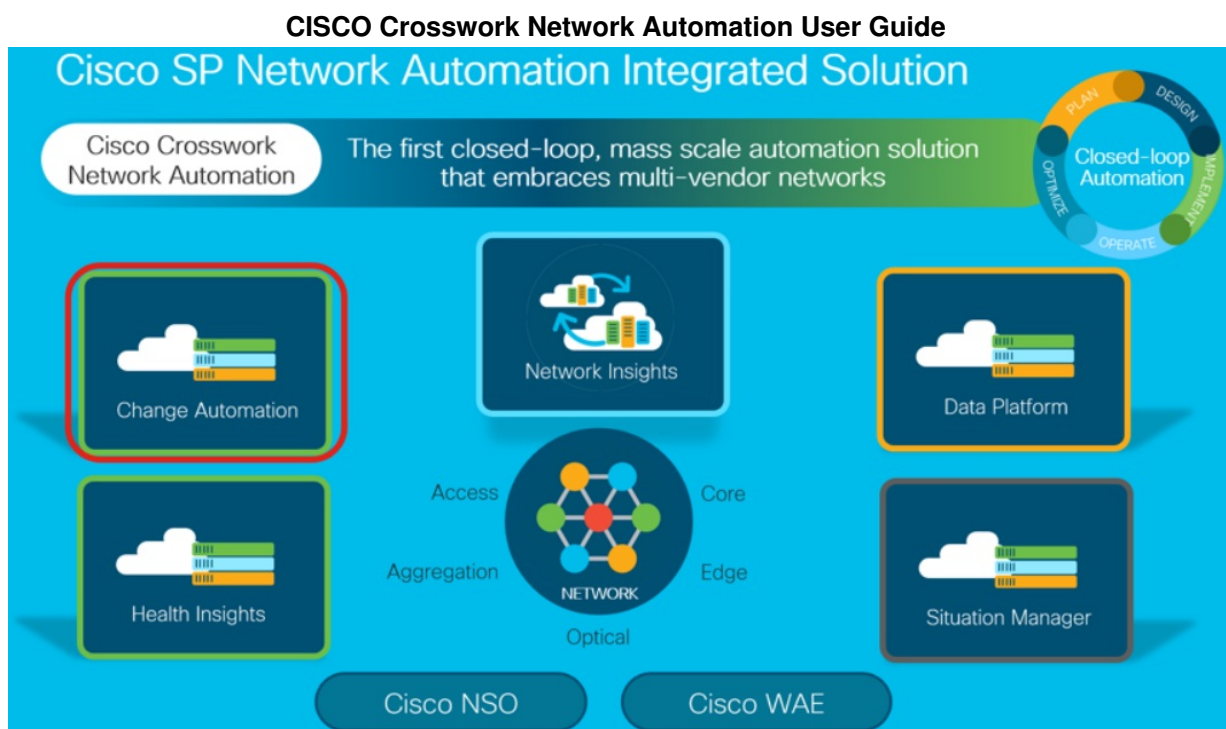 CISCO Crosswork Network Automation User Guide
Cisco SP Network Automation Integrated Solution
Cisco Crosswork
Network Automation
The first closed-loop, mass scale automation solution
that embraces multi-vendor networks
PLAN
DESIGN
IMPLEMENT
OPERATE
OPTIMIZE
Closed-loop
Automation
Change Automation
Network Insights
Data Platform
Health Insights
Access
Core
Aggregation
Edge
NETWORK
Optical
Situation Manager
Cisco NSO
Cisco WAE